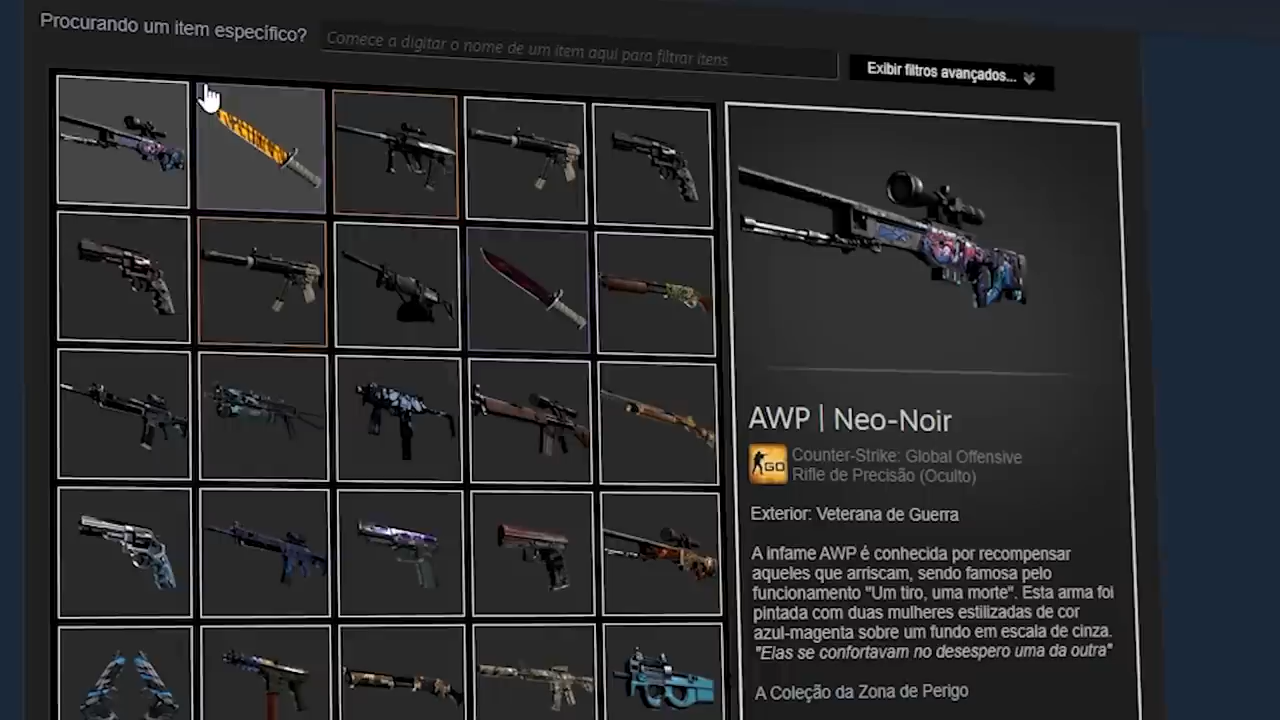 Procurando um item específico?
Comece a digitar o nome de um item aqui para filtrar itens
Exibir filtros avançados...
AWP | Neo-Noir
GO
Counter-Strike: Global Offensive
Rifle de Precisão (Oculto)
Exterior: Veterana de Guerra
A infame AWP é conhecida por recompensar
aqueles que arriscam, sendo famosa pelo
funcionamento "Um tiro, uma morte". Esta arma foi
pintada com duas mulheres estilizadas de cor
azul-magenta sobre um fundo em escala de cinza.
"Elas se confortavam no desespero uma da outra"
A Coleção da Zona de Perigo